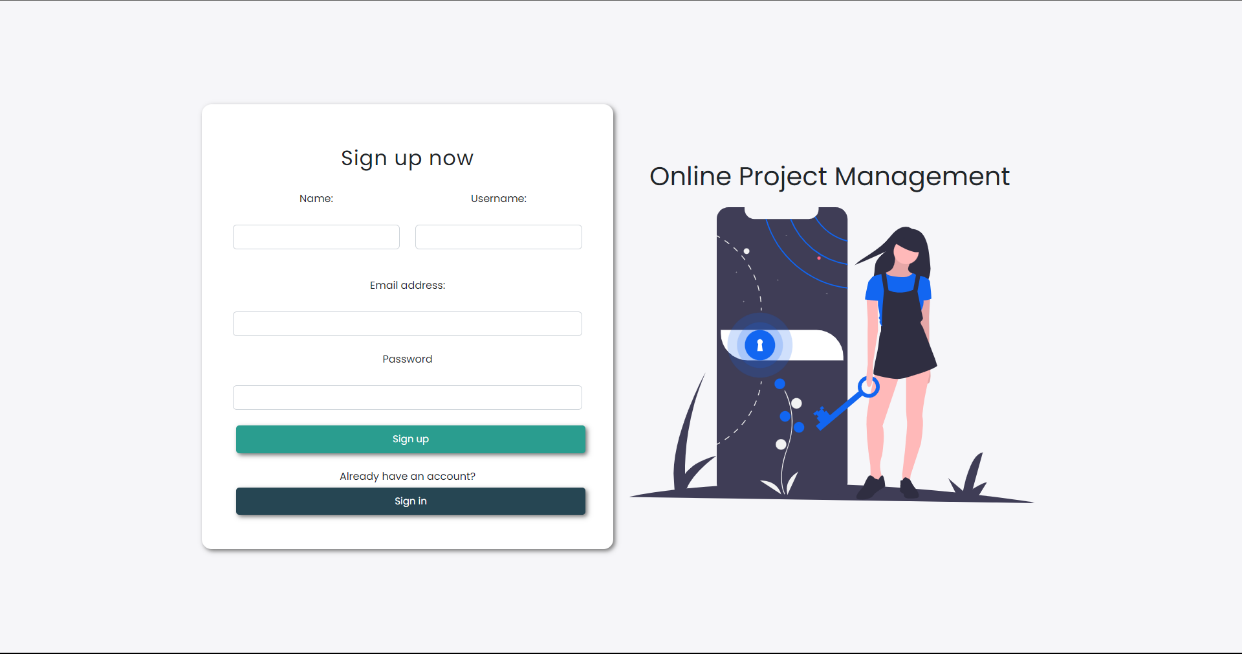 Sign up now
Name:
Username:
Email address:
Password
Sign up
Already have an account?
Sign in
Online Project Management